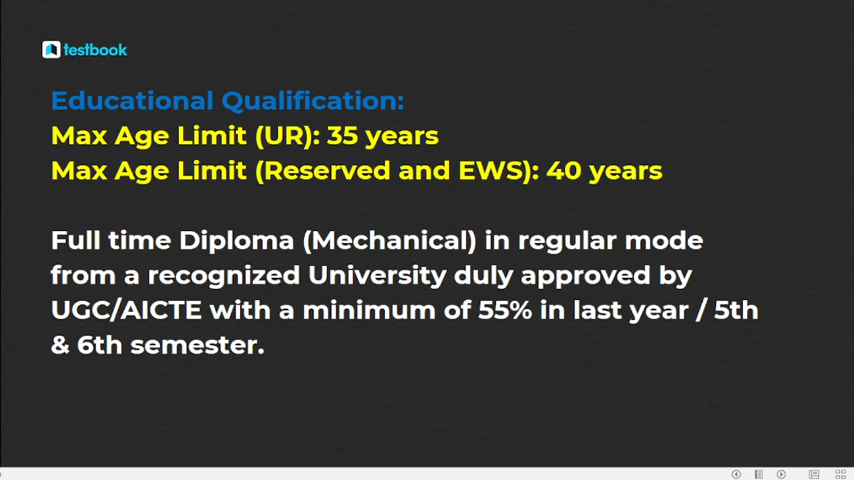 testbook
Educational Qualification:
Max Age Limit (UR): 35 years
Max Age Limit (Reserved and EWS): 40 years
Full time Diploma (Mechanical) in regular mode
from a recognized University duly approved by
UGC/AICTE with a minimum of 55% in last year / 5th
& 6th semester.